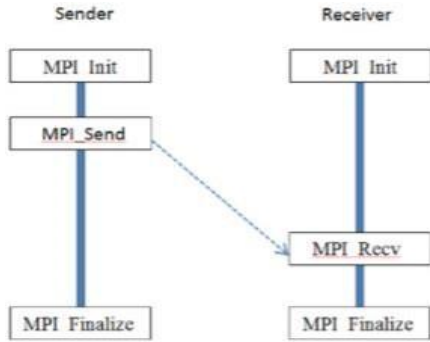 Sender Receiver
MPI Init MPI Init
MPI_Send
MPI Recv
MPI Finalize MPI Finalize